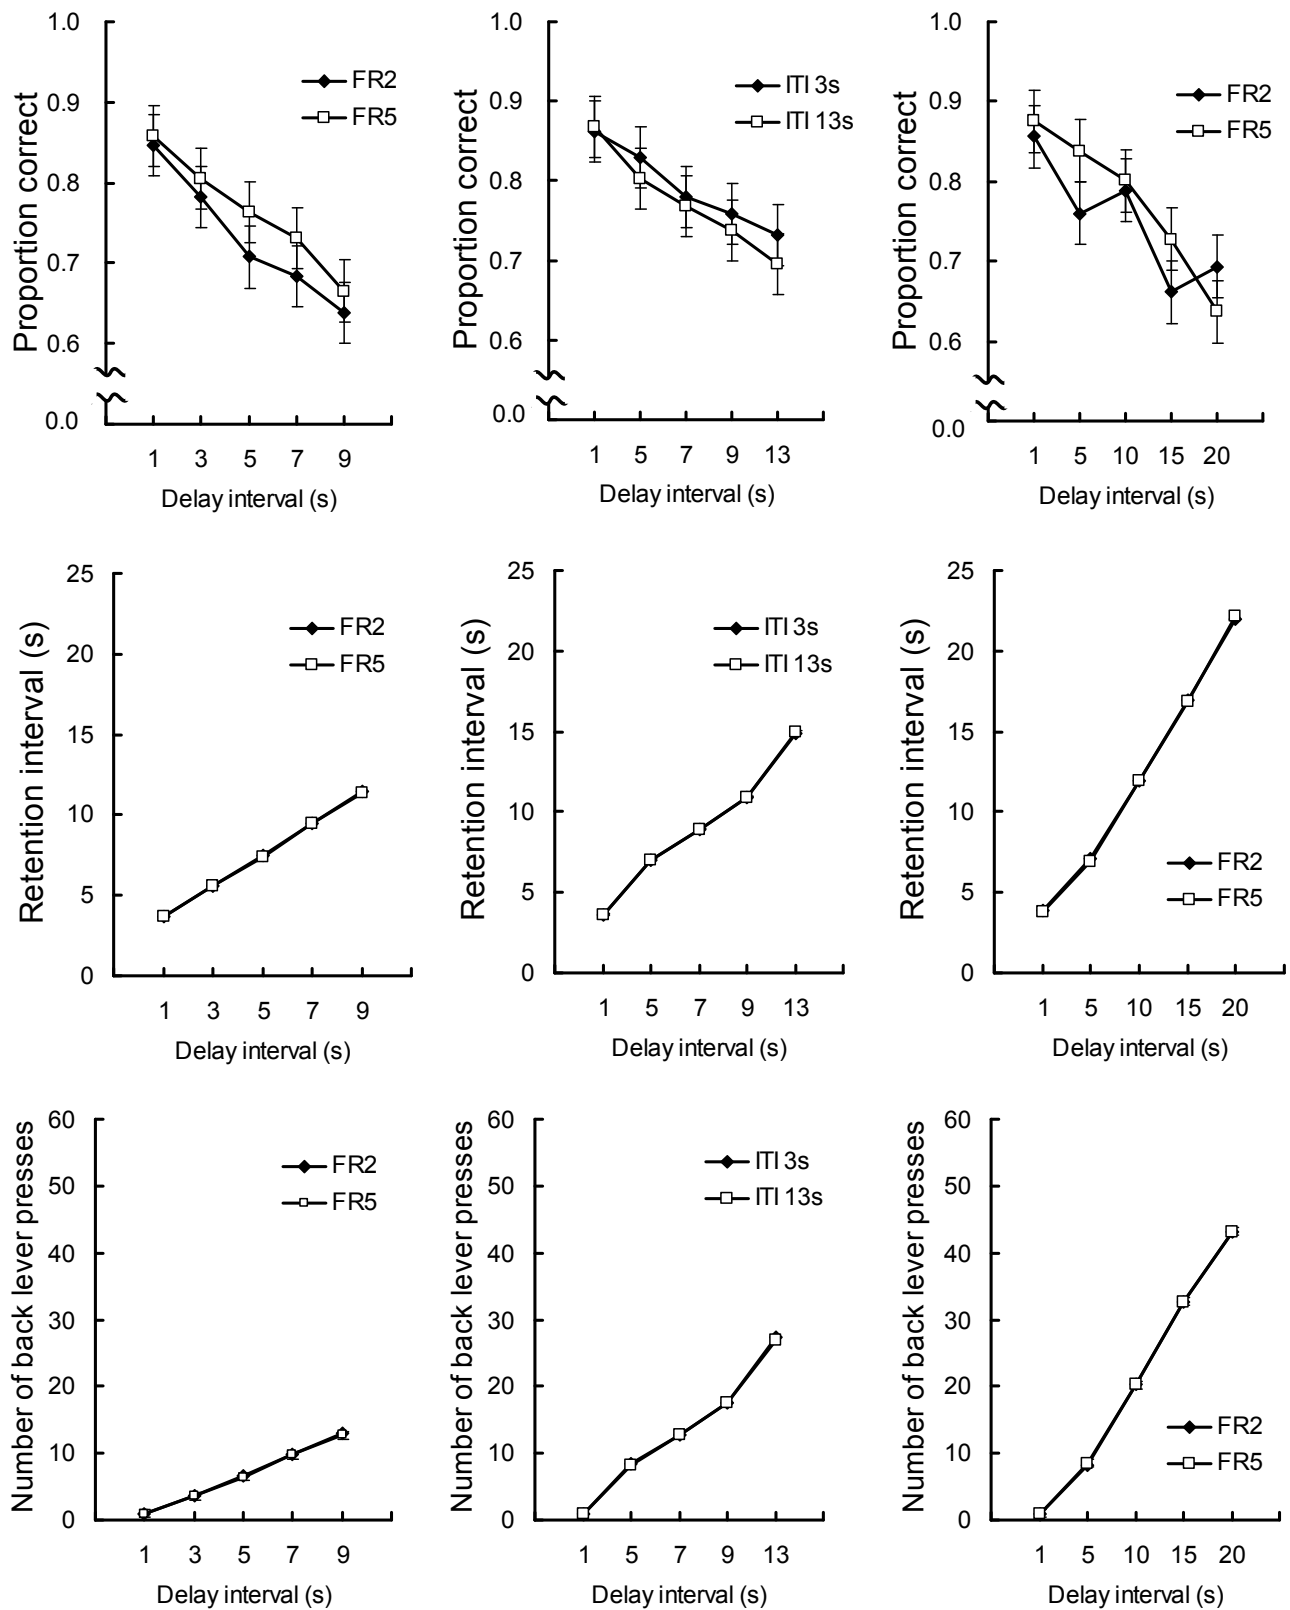 Proportion correct
1.0
0.9
0.8
0.7
0.6
0.0
FR2
FR5
1 3 5 7 9
Delay interval (s)
Proportion correct
1.0
0.9
0.8
0.7
0.6
0.0
ITI 3s
ITI 13s
1 5 7 9 13
Delay interval (s)
Proportion correct
1.0
0.9
0.8
0.7
0.6
0.0
FR2
FR5
1 5 10 15 20
Delay interval (s)
Retention interval (s)
25
20
15
10
5
0
FR2
FR5
1 3 5 7 9
Delay interval (s)
Retention interval (s)
25
20
15
10
5
0
ITI 3s
ITI 13s
1 5 7 9 13
Delay interval (s)
Retention interval (s)
25
20
15
10
5
0
FR2
FR5
1 5 10 15 20
Delay interval (s)
Number of back lever presses
60
50
40
30
20
10
0
FR2
FR5
1 3 5 7 9
Delay interval (s)
Number of back lever presses
60
50
40
30
20
10
0
ITI 3s
ITI 13s
1 5 7 9 13
Delay interval (s)
Number of back lever presses
60
50
40
30
20
10
0
FR2
FR5
1 5 10 15 20
Delay interval (s)